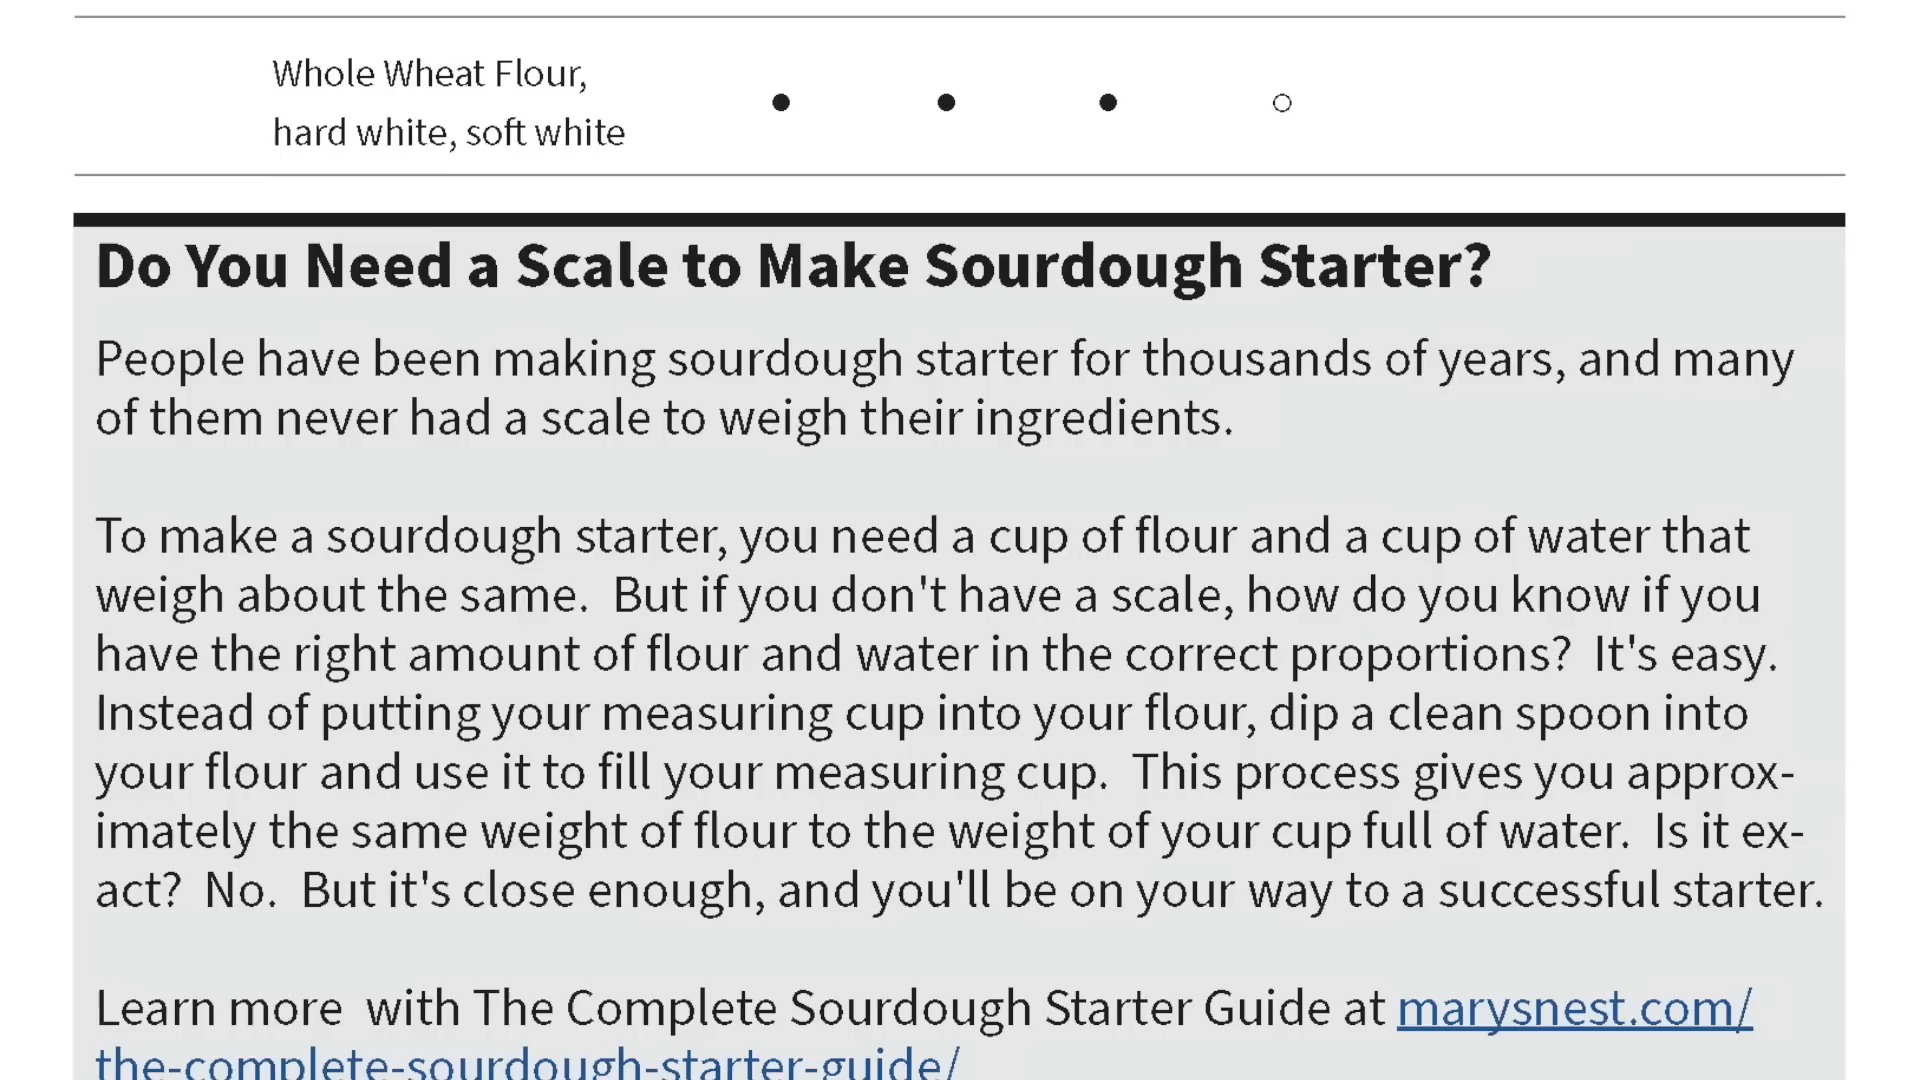 Whole Wheat Flour,
hard white, soft white
Do You Need a Scale to Make Sourdough Starter?
People have been making sourdough starter for thousands of years, and many
of them never had a scale to weigh their ingredients.
To make a sourdough starter, you need a cup of flour and a cup of water that
weigh about the same.  But if you don't have a scale, how do you know if you
have the right amount of flour and water in the correct proportions?  It's easy.
Instead of putting your measuring cup into your flour, dip a clean spoon into
your flour and use it to fill your measuring cup.  This process gives you approx-
imately the same weight of flour to the weight of your cup full of water.  Is it ex-
act?  No.  But it's close enough, and you'll be on your way to a successful starter.
Learn more  with The Complete Sourdough Starter Guide at marysnest.com/
the-complete-sourdough-starter-guide/